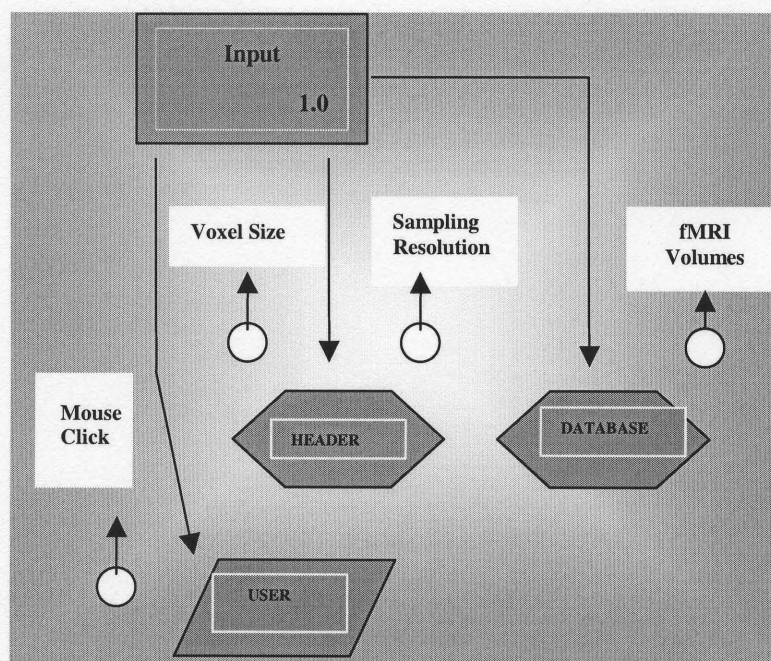 Input
1.0
Voxel Size
Sampling
Resolution
fMRI
Volumes
Mouse
Click
HEADER
DATABASE
USER